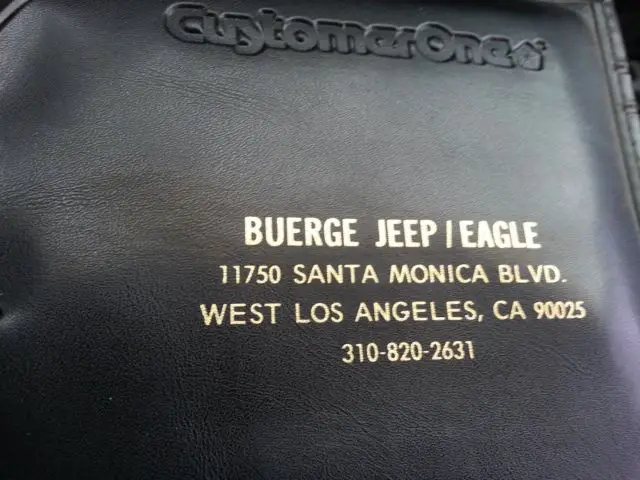 CustomerOne
BUERGE JEEP/EAGLE
11750 SANTA MONICA BLVD.
WEST LOS ANGELES, CA 90025
310-820-2631